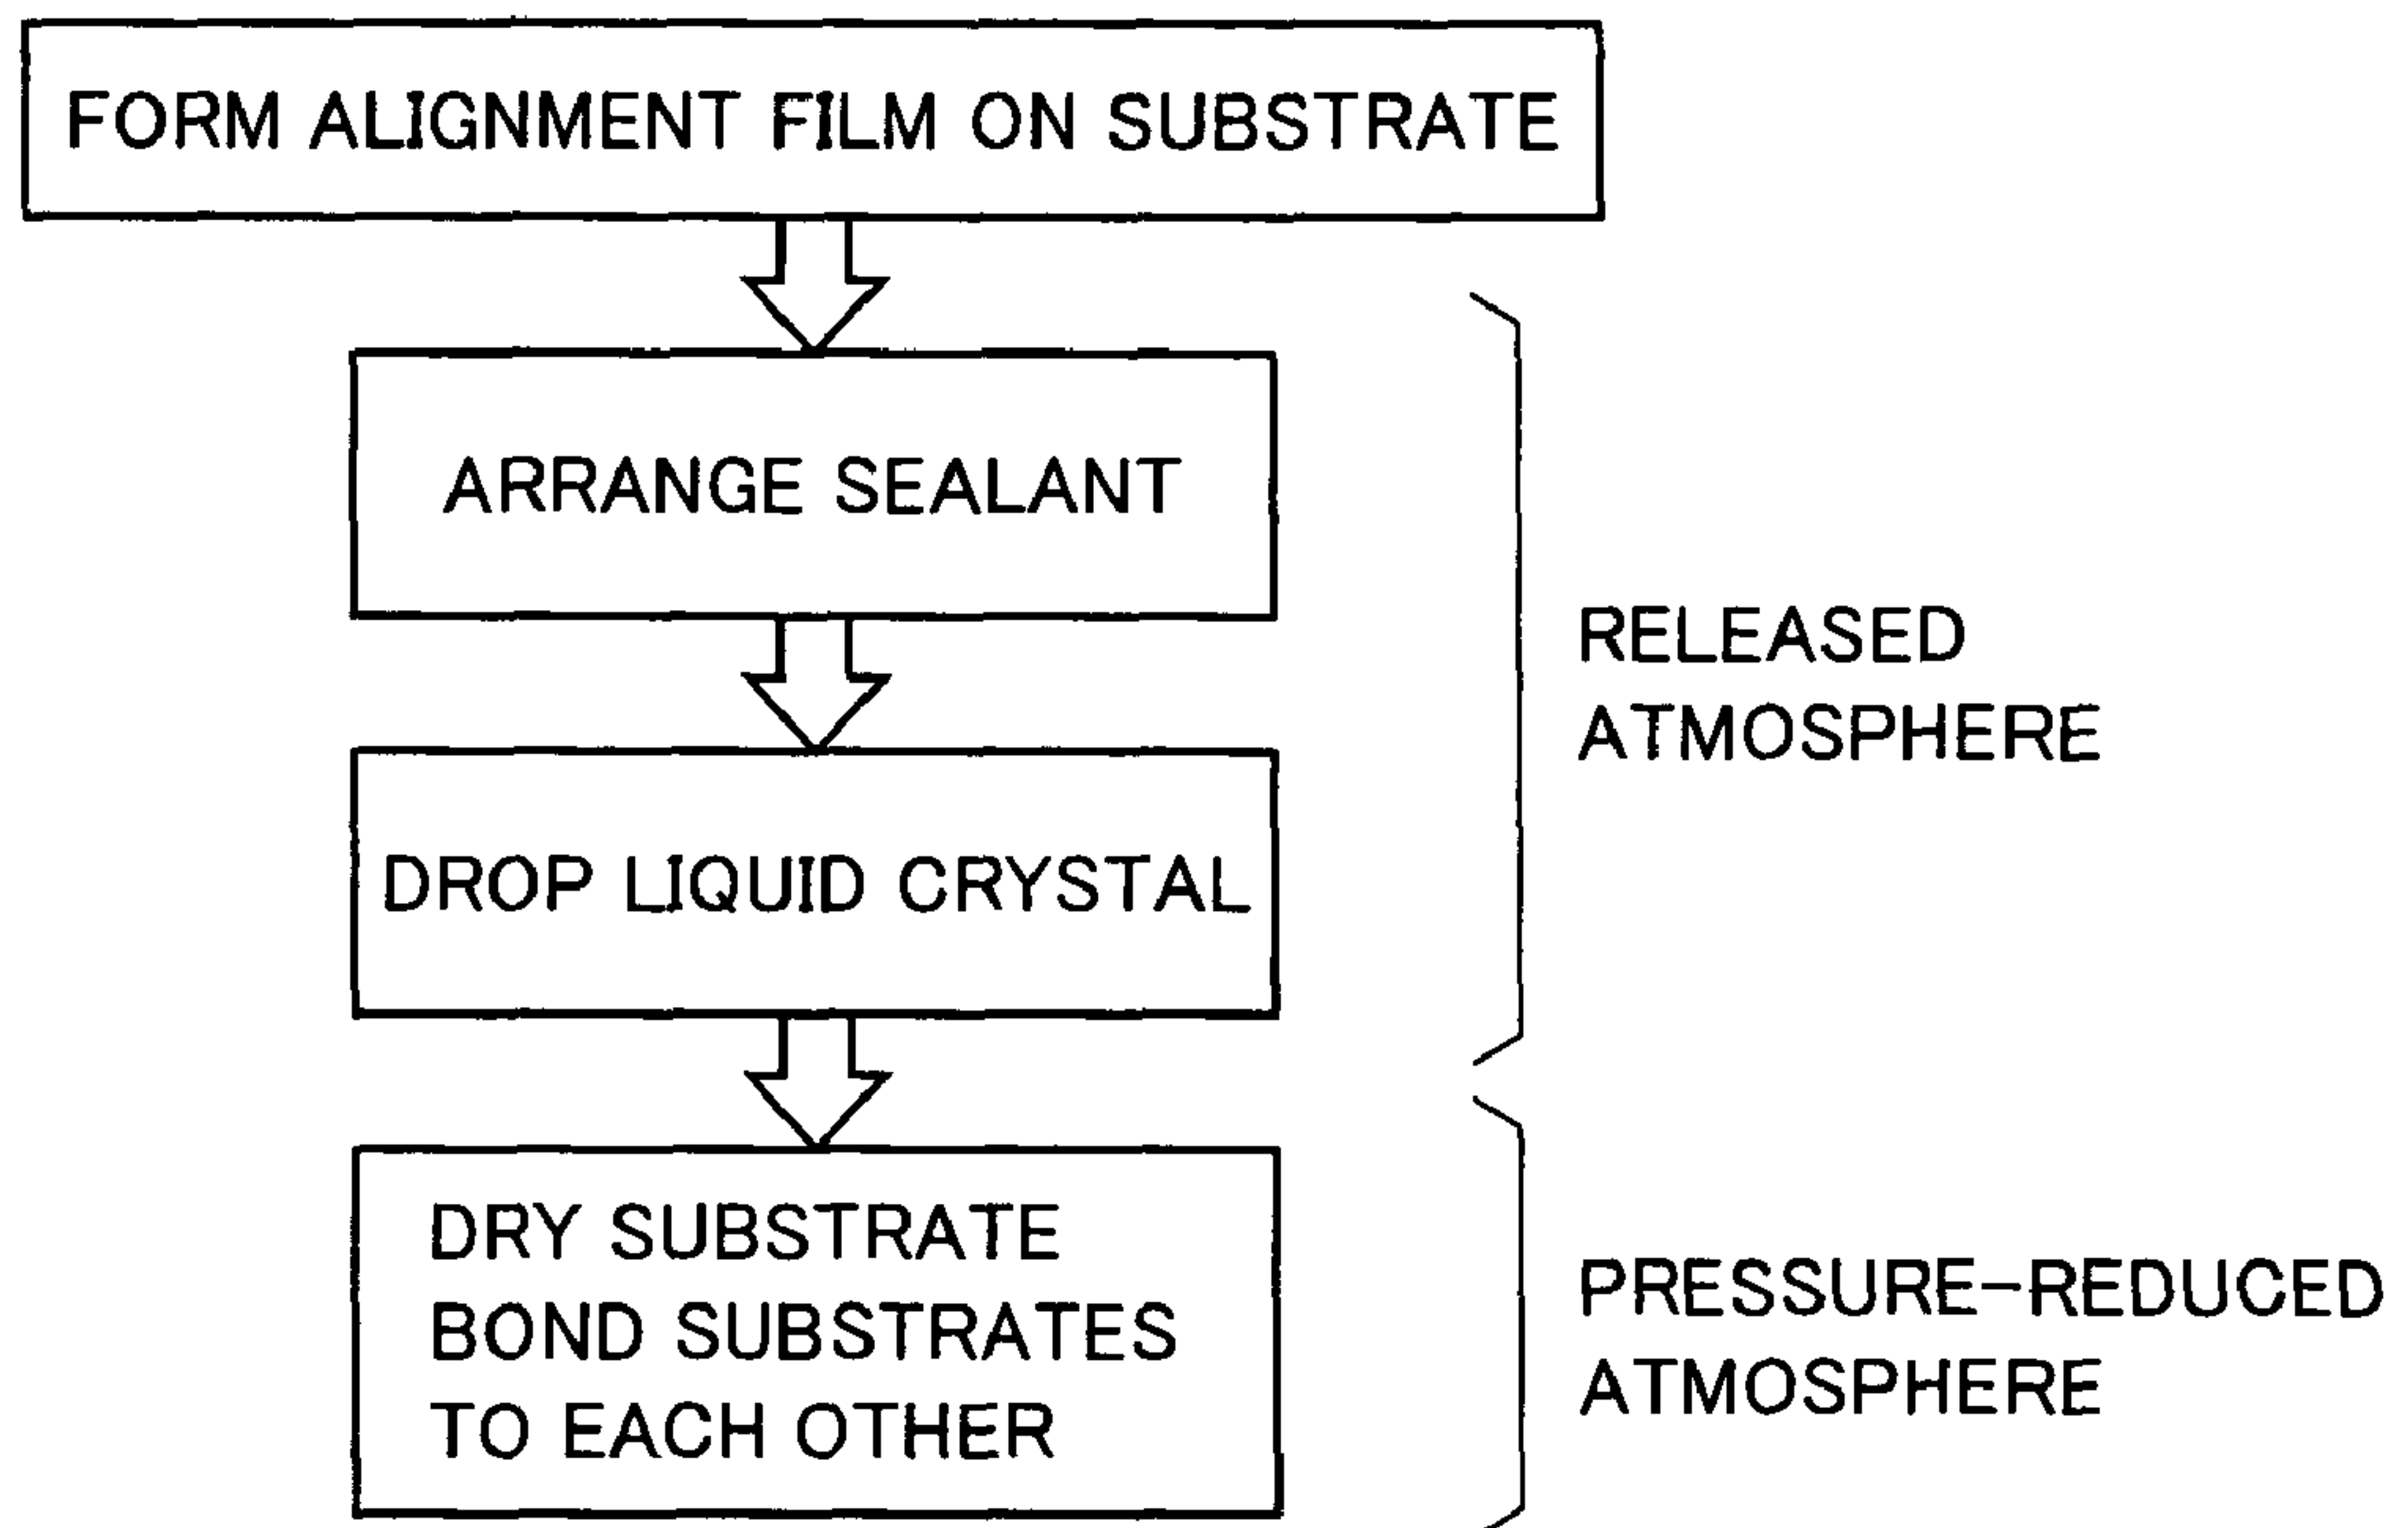 FORM ALIGNMENT FILM ON SUBSTRATE
ARRANGE SEALANT
DROP LIQUID CRYSTAL
RELEASED
ATMOSPHERE
DRY SUBSTRATE
BOND SUBSTRATES
TO EACH OTHER
PRESSURE-REDUCED
ATMOSPHERE